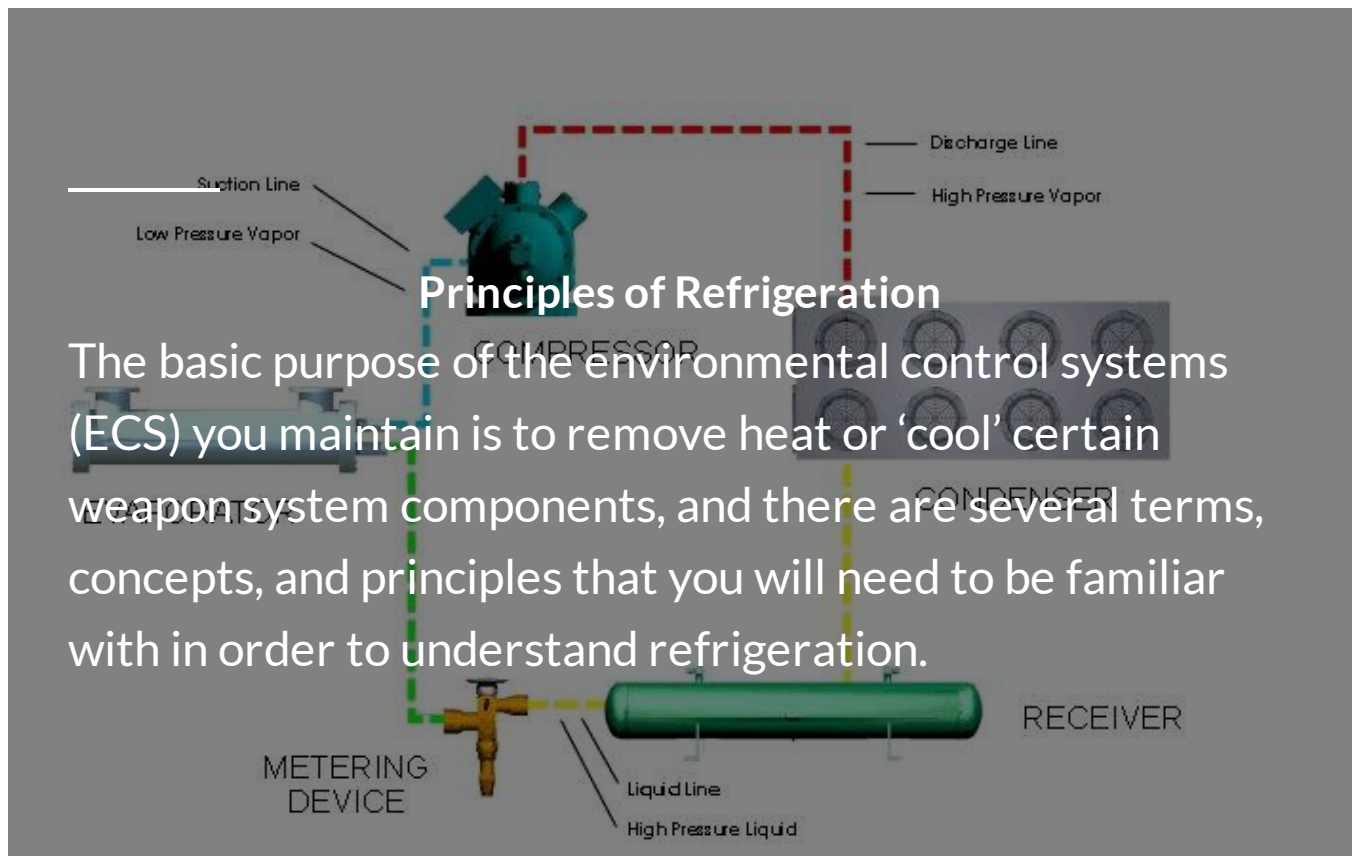 Discharge Line
Suction Line
High Pressure Vapor
Low Pressure Vapor
Principles of Refrigeration
COMPRESSOR
The basic purpose of the environmental control systems
(ECS) you maintain is to remove heat or ‘cool’ certain
weapon system components, and there are several terms,
concepts, and principles that you will need to be familiar
with in order to understand refrigeration.
EVAPORATOR
CONDENSER
RECEIVER
METERING
DEVICE
Liquid Line
High Pressure Liquid